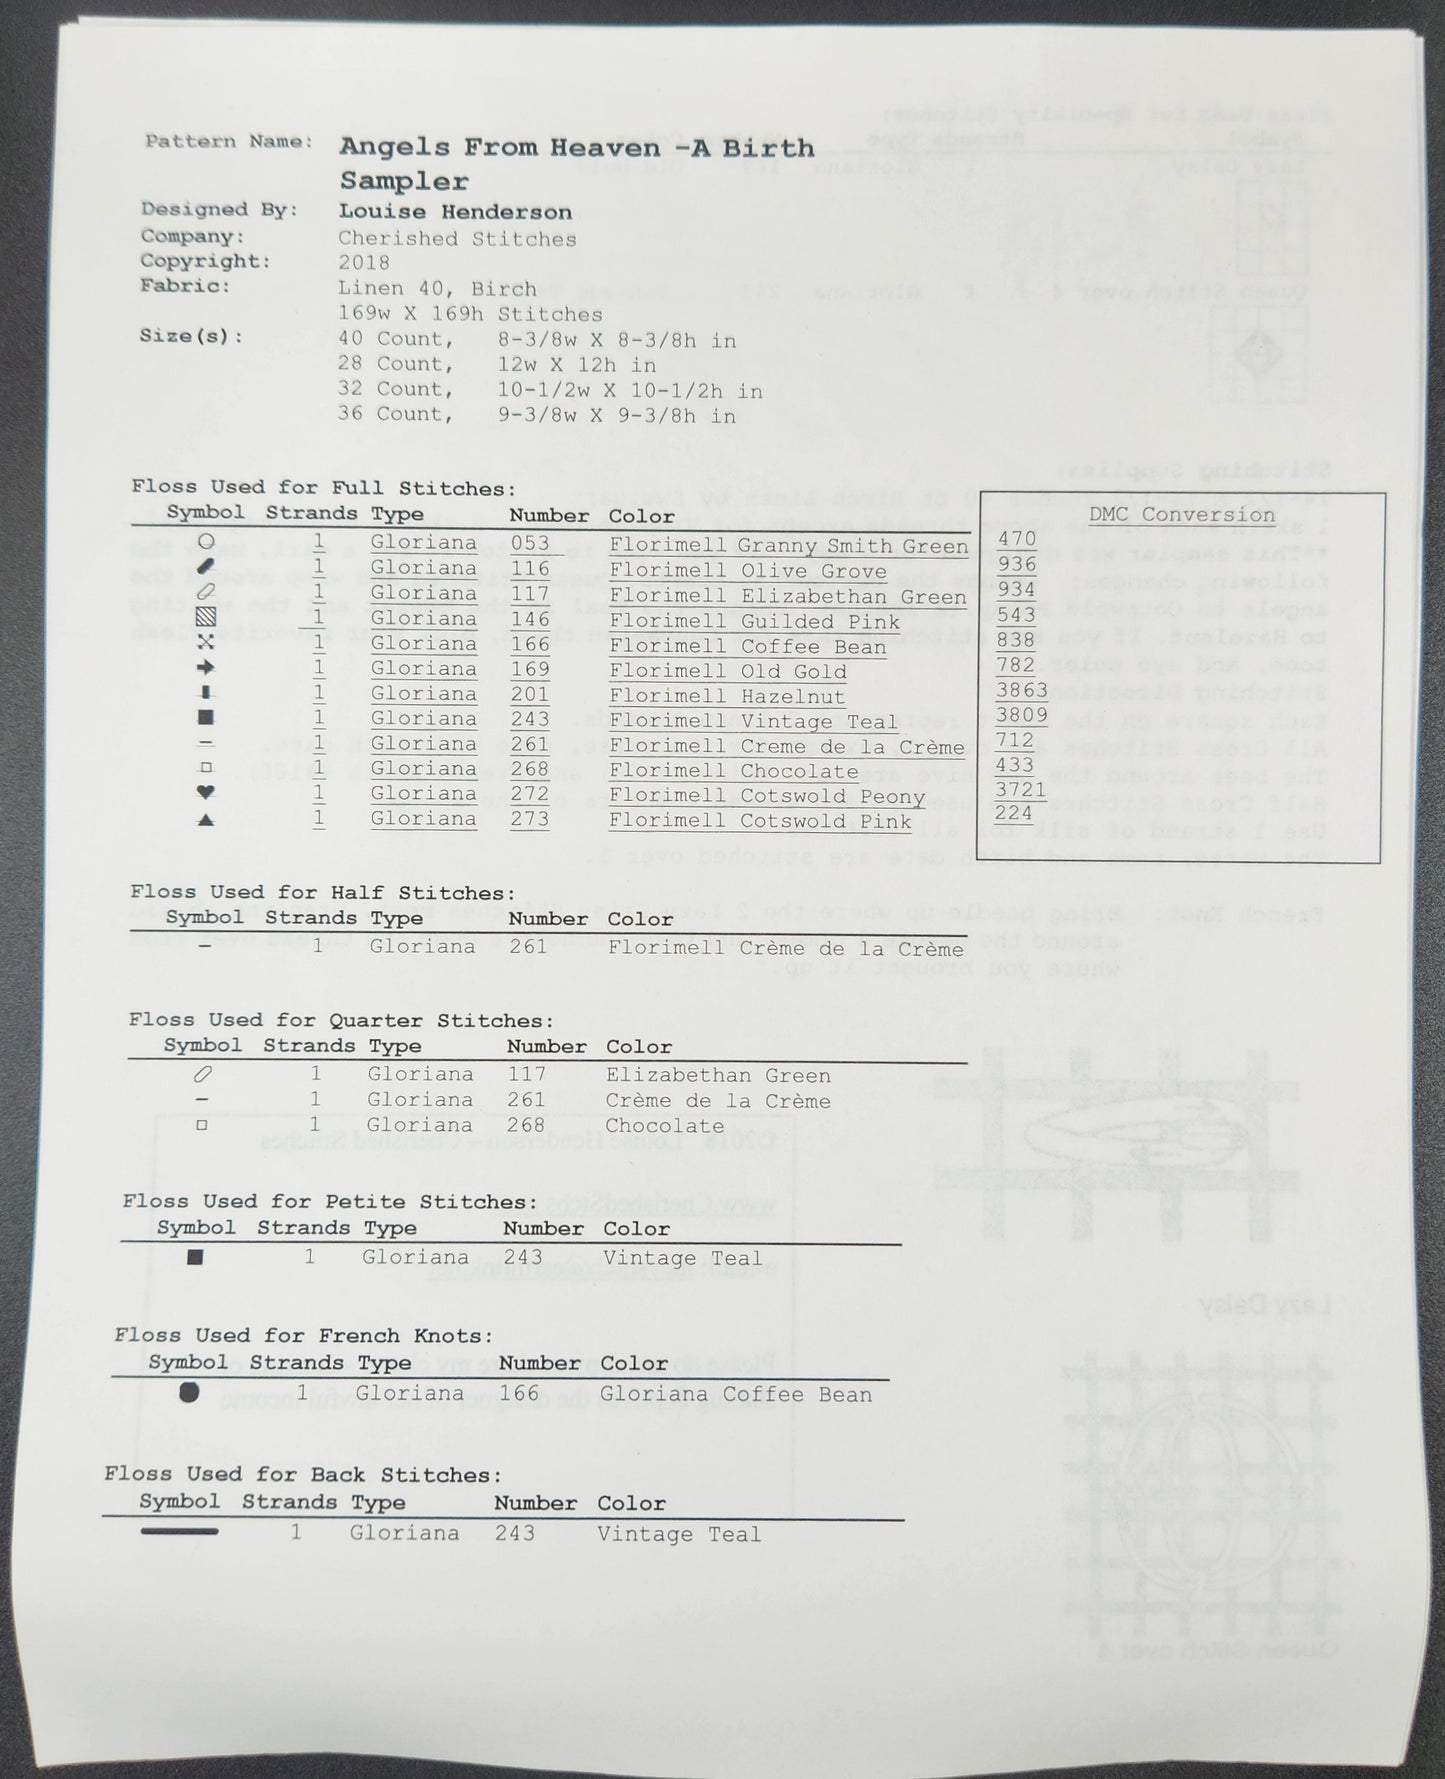 Pattern Name: Angels From Heaven -A Birth
Sampler
Designed By: Louise Henderson
Company: Cherished Stitches
Copyright: 2018
Fabric: Linen 40, Birch
169w X 169h Stitches
Size(s): 40 Count, 8-3/8w X 8-3/8h in
28 Count, 12w X 12h in
32 Count, 10-1/2w X 10-1/2h in
36 Count, 9-3/8w X 9-3/8h in
Floss Used for Full Stitches:
Symbol Strands Type Number Color DMC Conversion
1 Gloriana 053 Florimell Granny Smith Green 470
1 Gloriana 116 Florimell Olive Grove 936
1 Gloriana 117 Florimell Elizabethan Green 934
1 Gloriana 146 Florimell Guilded Pink 543
1 Gloriana 166 Florimell Coffee Bean 838
1 Gloriana 169 Florimell Old Gold 782
1 Gloriana 201 Florimell Hazelnut 3863
1 Gloriana 243 Florimell Vintage Teal 3809
1 Gloriana 261 Florimell Creme de la Crème 712
1 Gloriana 268 Florimell Chocolate 433
1 Gloriana 272 Florimell Cotswold Peony 3721
1 Gloriana 273 Florimell Cotswold Pink 224
Floss Used for Half Stitches:
Symbol Strands Type Number Color
1 Gloriana 261 Florimell Crème de la Crème
Floss Used for Quarter Stitches:
Symbol Strands Type Number Color
1 Gloriana 117 Elizabethan Green
1 Gloriana 261 Crème de la Crème
1 Gloriana 268 Chocolate
Floss Used for Petite Stitches:
Symbol Strands Type Number Color
1 Gloriana 243 Vintage Teal
Floss Used for French Knots:
Symbol Strands Type Number Color
1 Gloriana 166 Gloriana Coffee Bean
Floss Used for Back Stitches:
Symbol Strands Type Number Color
1 Gloriana 243 Vintage Teal